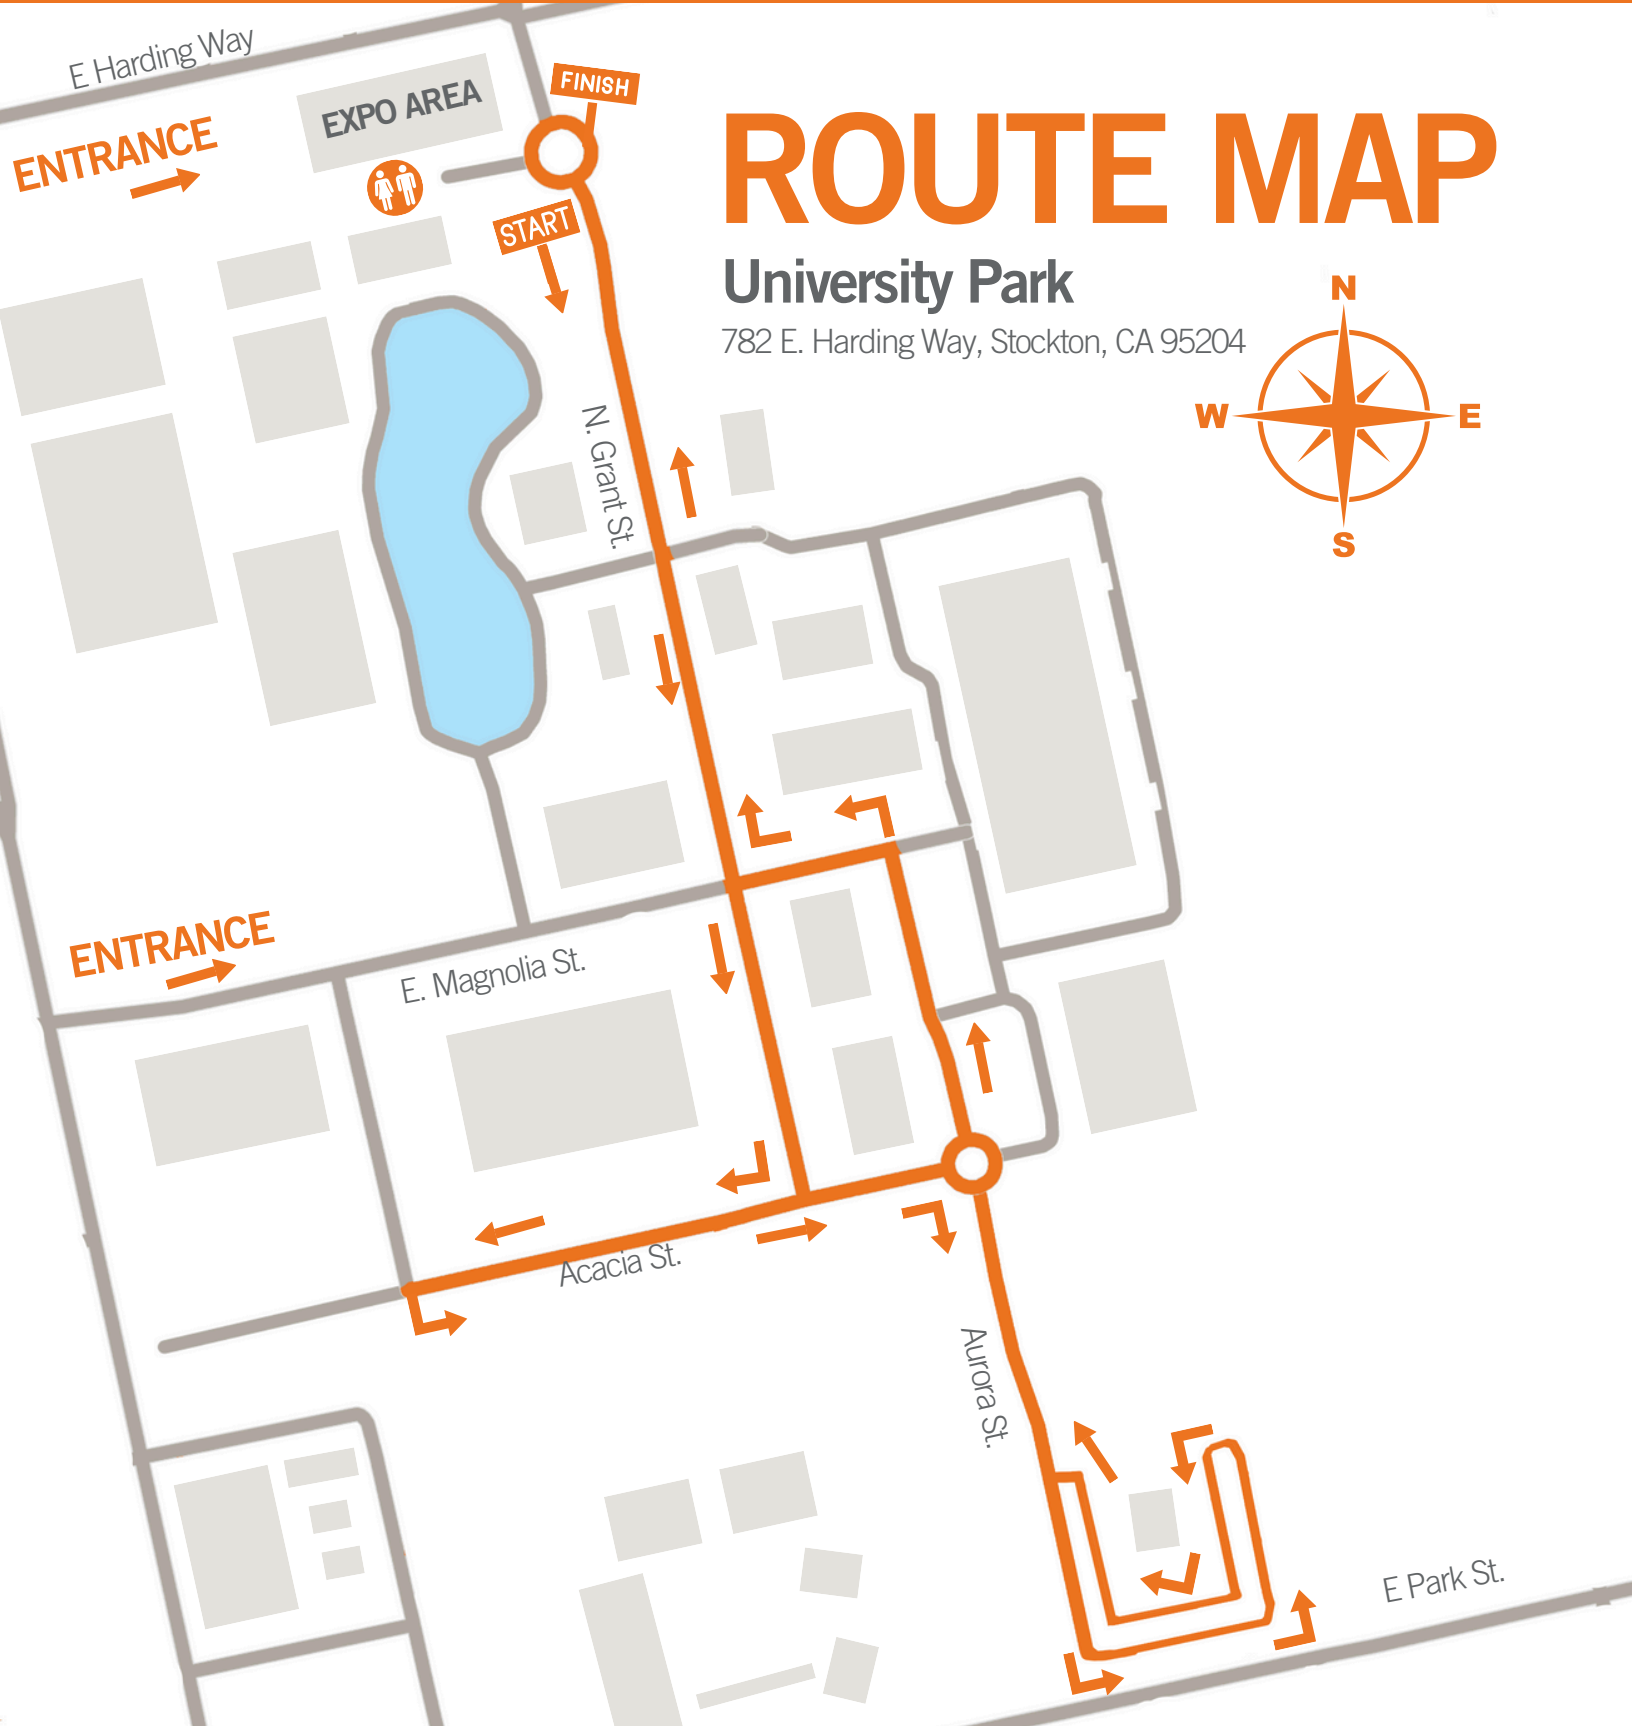 E Harding Way
EXPO AREA
FINISH
ENTRANCE
START
ROUTE MAP
University Park
782 E. Harding Way, Stockton, CA 95204
N
W
E
S
N. Grant St.
ENTRANCE
E. Magnolia St.
Acacia St.
Aurora St.
E Park St.